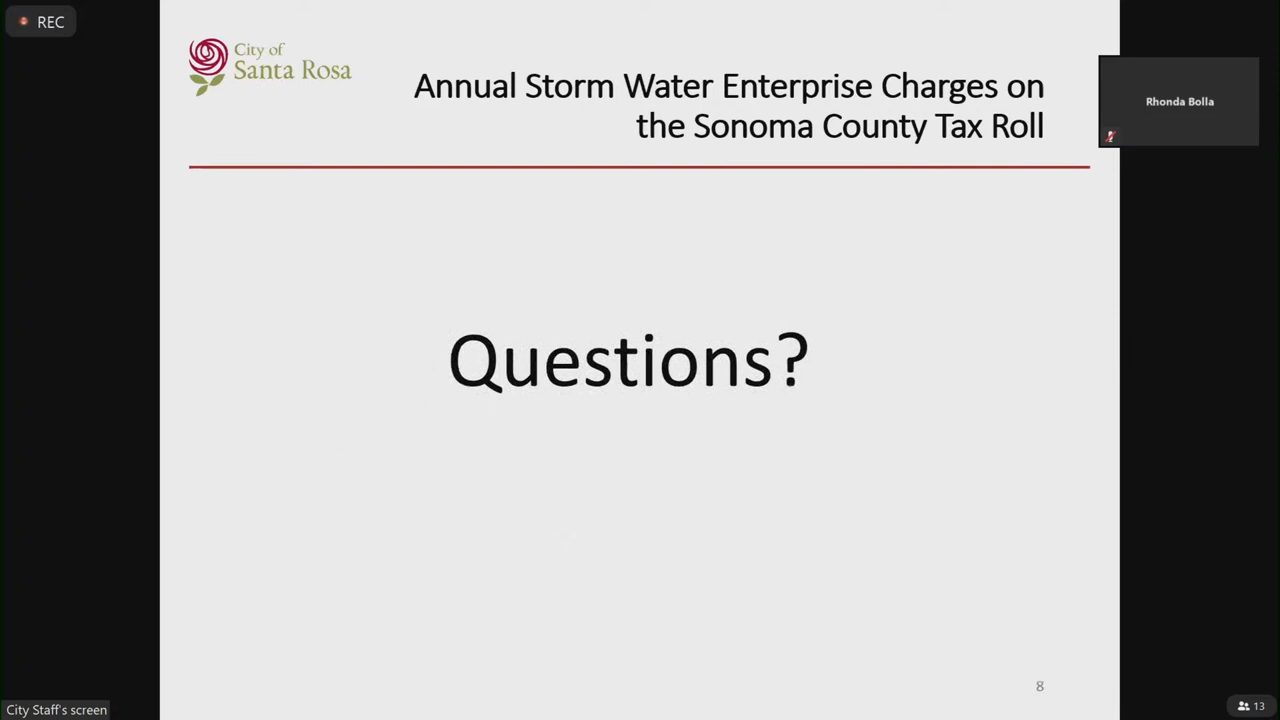 REC
City of
Santa Rosa
Annual Storm Water Enterprise Charges on
the Sonoma County Tax Roll
Rhonda Bolla
Questions?
8
City Staff's screen
13